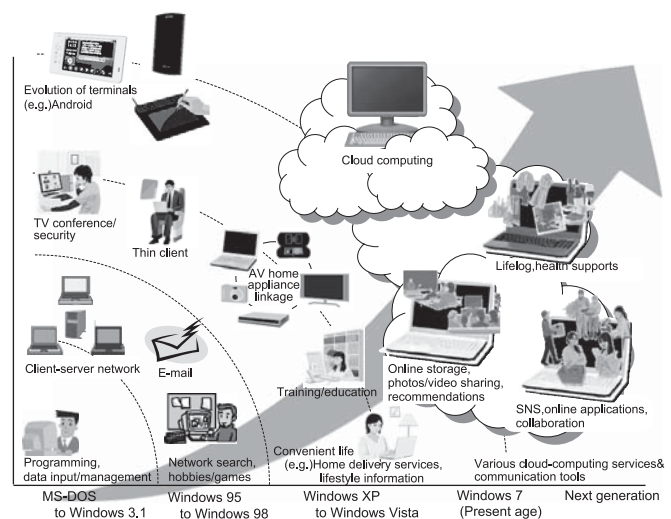 Evolution of terminals
(e.g.)Android
Cloud computing
TV conference/
security
Thin client
AV home
appliance
linkage
Lifelog,health supports
Client-server network
E-mail
Training/education
Online storage,
photos/video sharing,
recommendations
SNS,online applications,
collaboration
Programming,
data input/management
Network search,
hobbies/games
Convenient life
(e.g.)Home delivery services,
lifestyle information
Various cloud-computing services&
communication tools
MS-DOS
to Windows 3.1
Windows 95
to Windows 98
Windows XP
to Windows Vista
Windows 7
(Present age)
Next generation